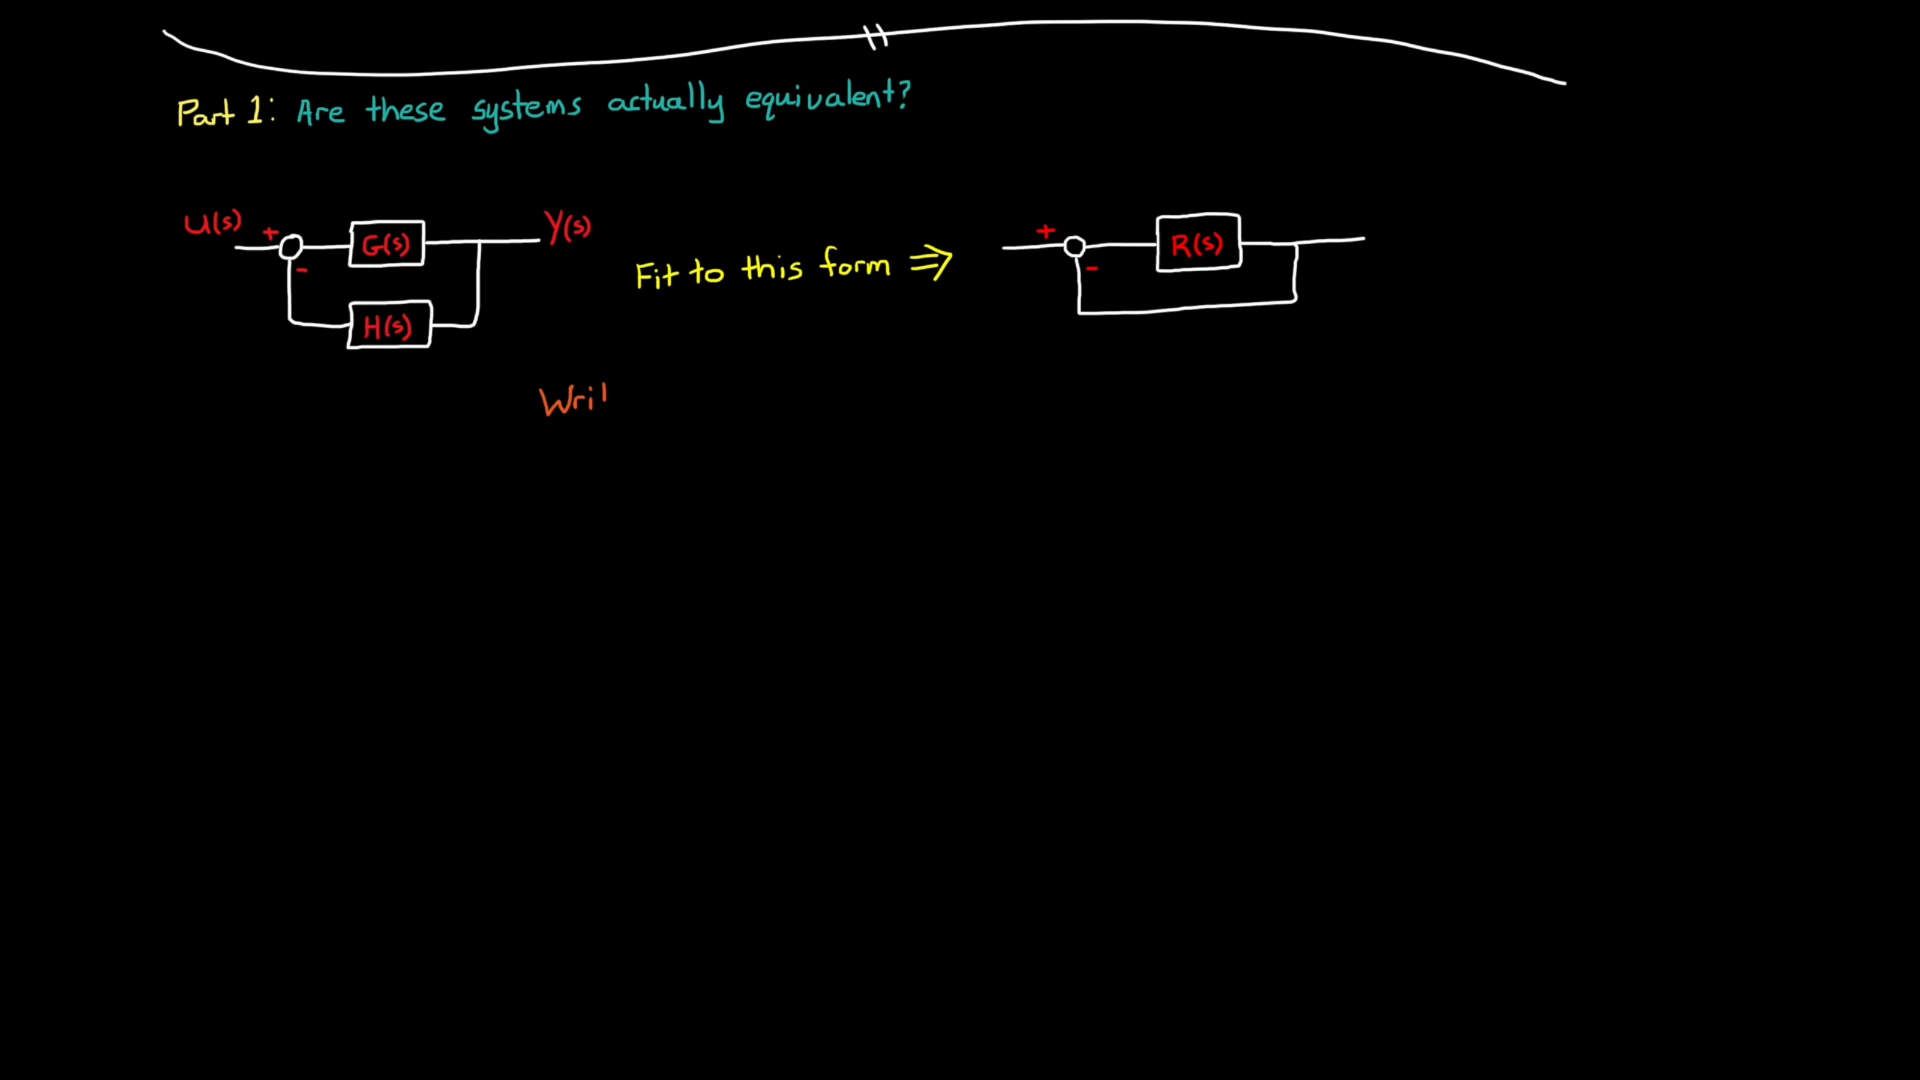 Part 1: Are these systems actually equivalent?
U(s) + - G(s) Y(s)
H(s)
Fit to this form ⇒
+ - R(s)
Wri